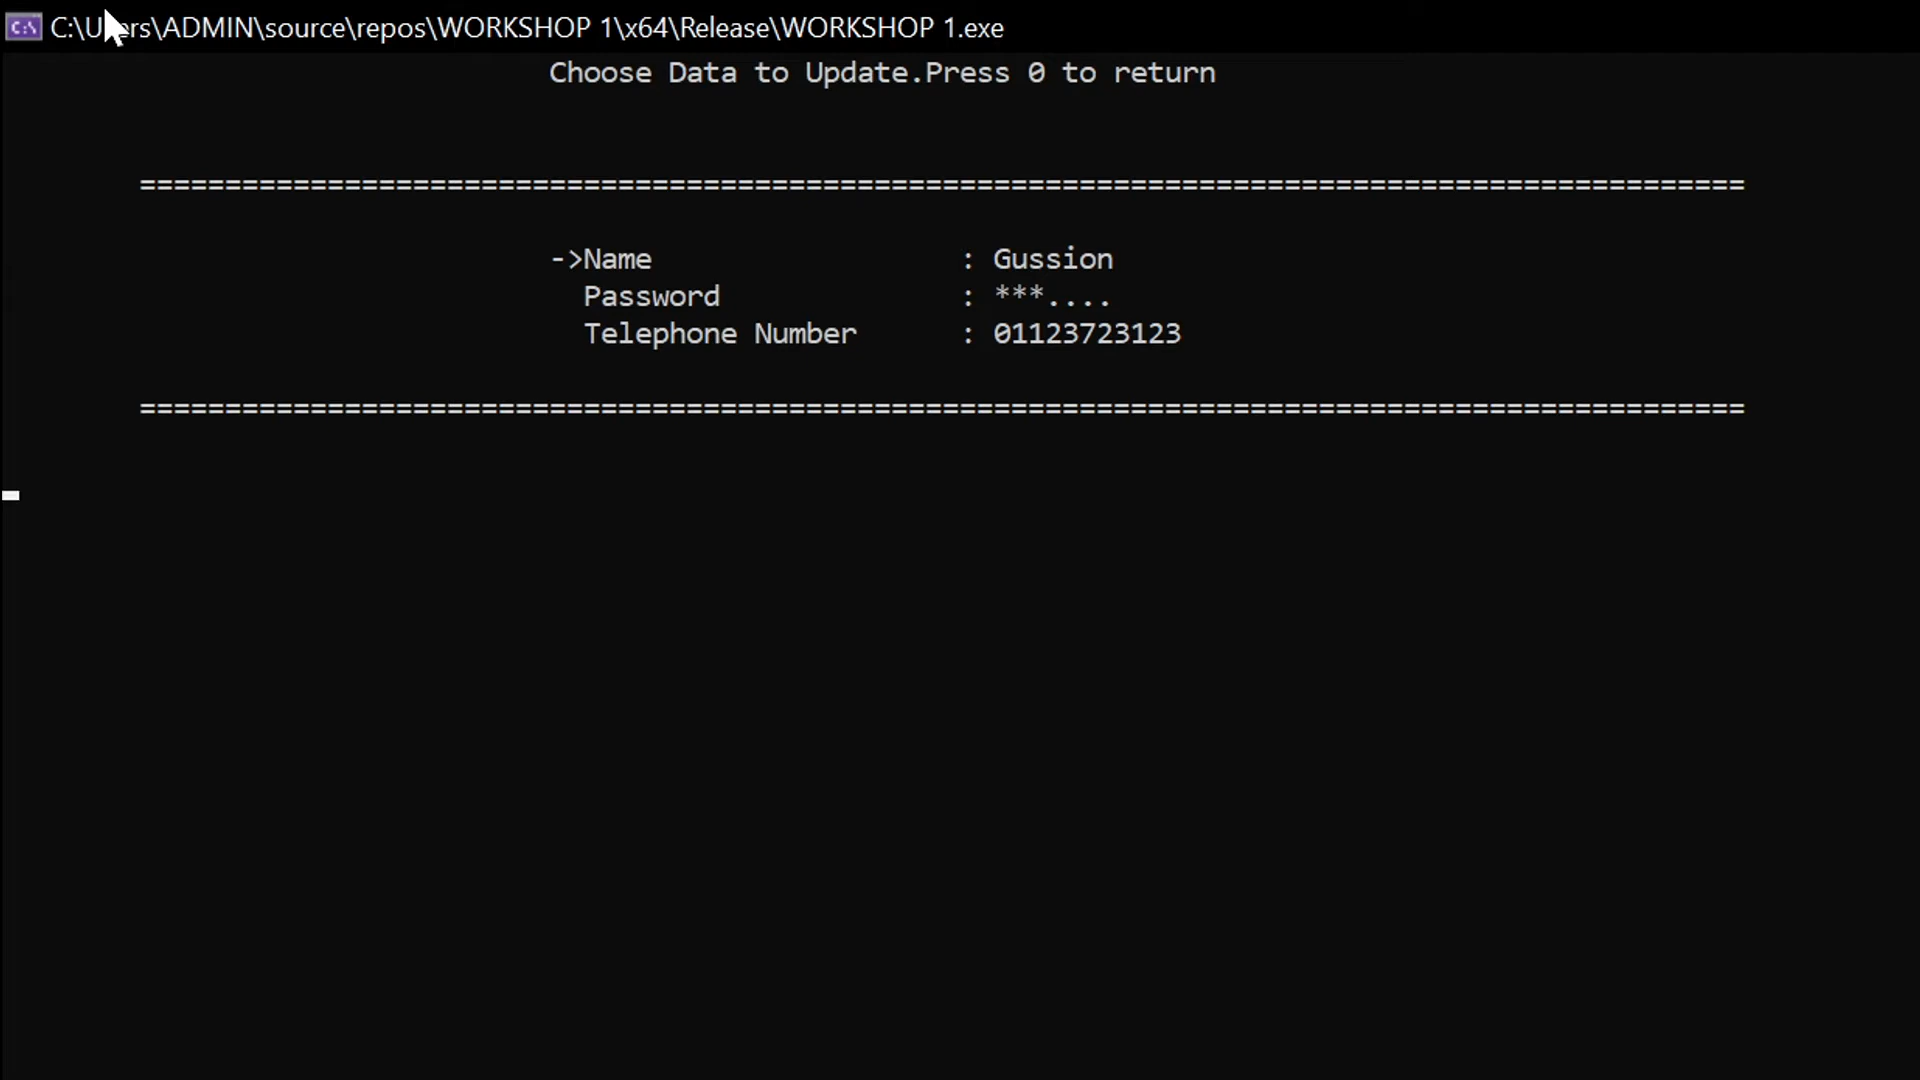 C:\Users\ADMIN\source\repos\WORKSHOP 1\x64\Release\WORKSHOP 1.exe
Choose Data to Update.Press 0 to return
==============================================================================================
->Name : Gussion
Password : ***....
Telephone Number : 01123723123
==============================================================================================